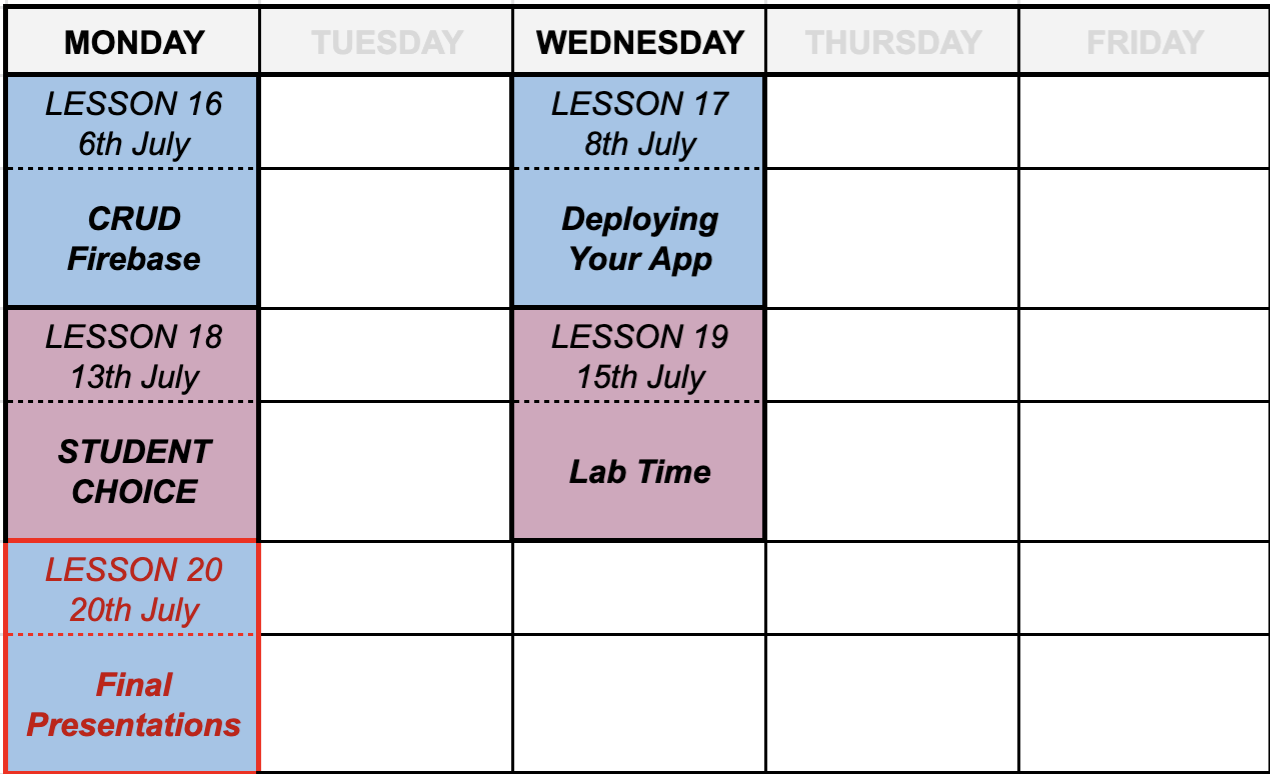 MONDAY TUESDAY WEDNESDAY THURSDAY FRIDAY
LESSON 16
6th July
LESSON 17
8th July
CRUD
Firebase
Deploying
Your App
LESSON 18
13th July
LESSON 19
15th July
STUDENT
CHOICE
Lab Time
LESSON 20
20th July
Final
Presentations